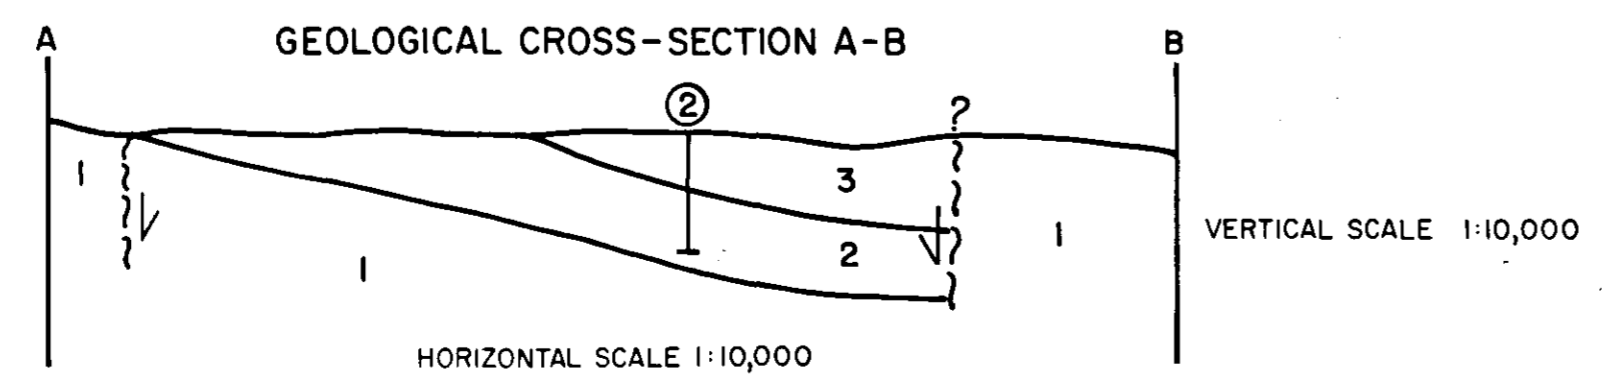 A GEOLOGICAL CROSS-SECTION A-B B
2
?
1
3
1
2
1
VERTICAL SCALE 1:10,000
HORIZONTAL SCALE 1:10,000